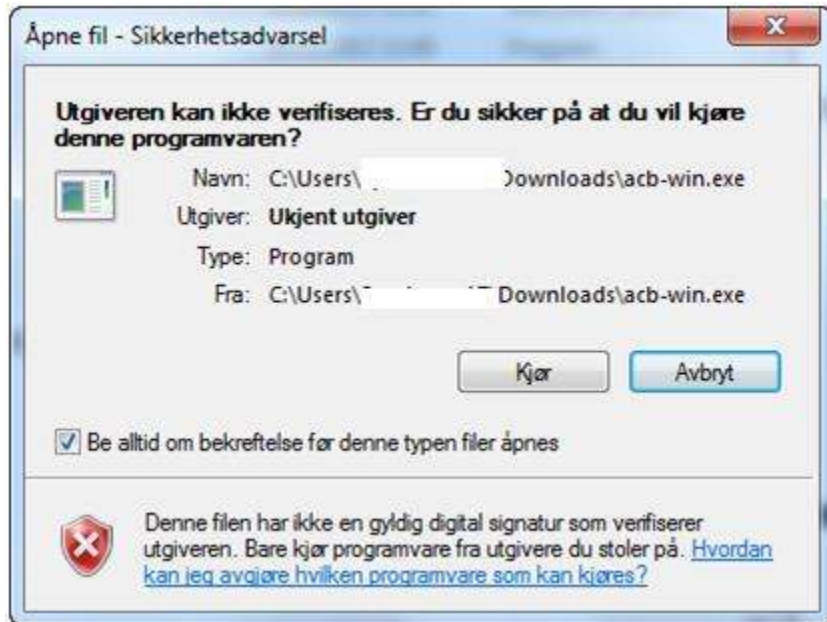 Åpne fil - Sikkerhetsadvarsel
Utgiveren kan ikke verifiseres. Er du sikker på at du vil kjøre
denne programvaren?
Navn: C:\Users\ Downloads\acb-win.exe
Utgiver: Ukjent utgiver
Type: Program
Fra: C:\Users\ Downloads\acb-win.exe
Kjør Avbryt
Be alltid om bekreftelse før denne typen filer åpnes
Denne filen har ikke en gyldig digital signatur som verifiserer
utgiveren. Bare kjør programvare fra utgivere du stoler på. Hvordan
kan jeg avgjøre hvilken programvare som kan kjøres?